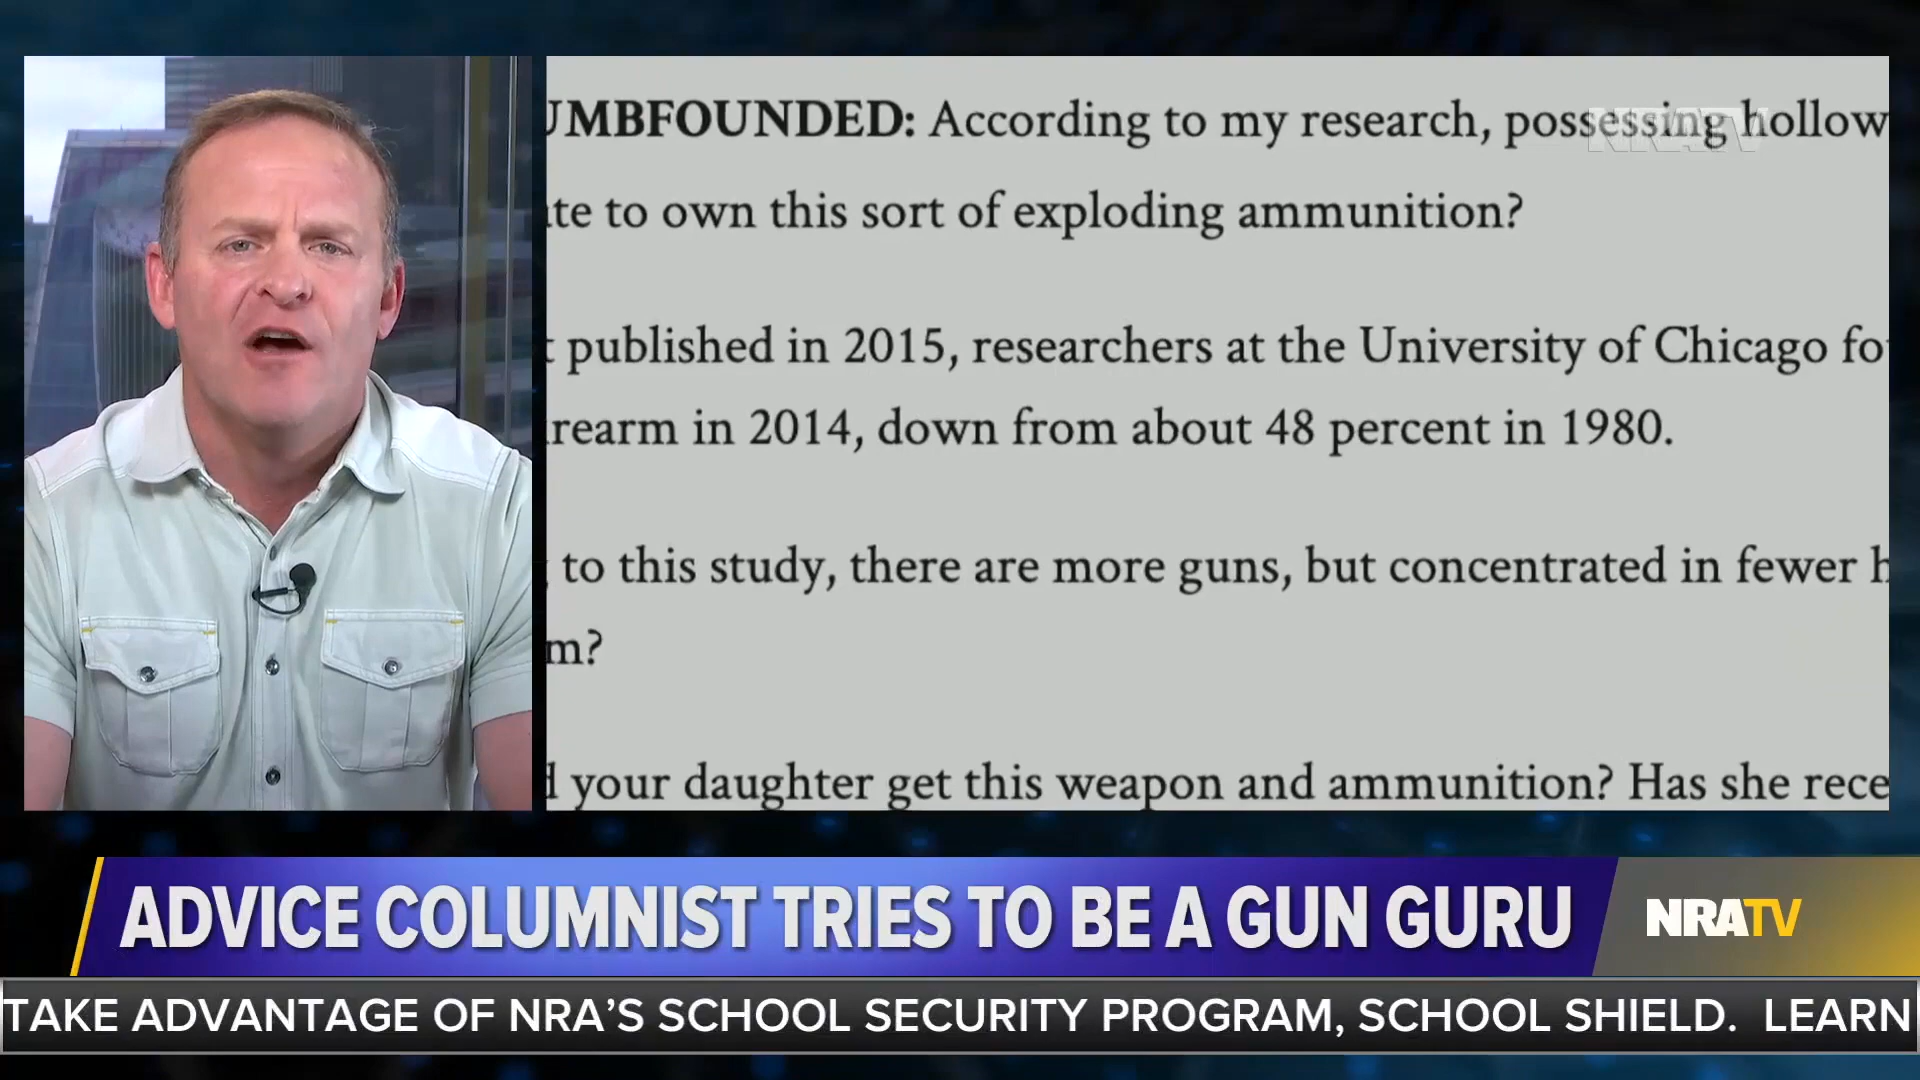 UMBFOUNDED: According to my research, possessing hollow
NRATV
te to own this sort of exploding ammunition?
published in 2015, researchers at the University of Chicago fo
rearm in 2014, down from about 48 percent in 1980.
to this study, there are more guns, but concentrated in fewer h
m?
d your daughter get this weapon and ammunition? Has she rece
ADVICE COLUMNIST TRIES TO BE A GUN GURU
NRATV
TAKE ADVANTAGE OF NRA'S SCHOOL SECURITY PROGRAM, SCHOOL SHIELD. LEARN